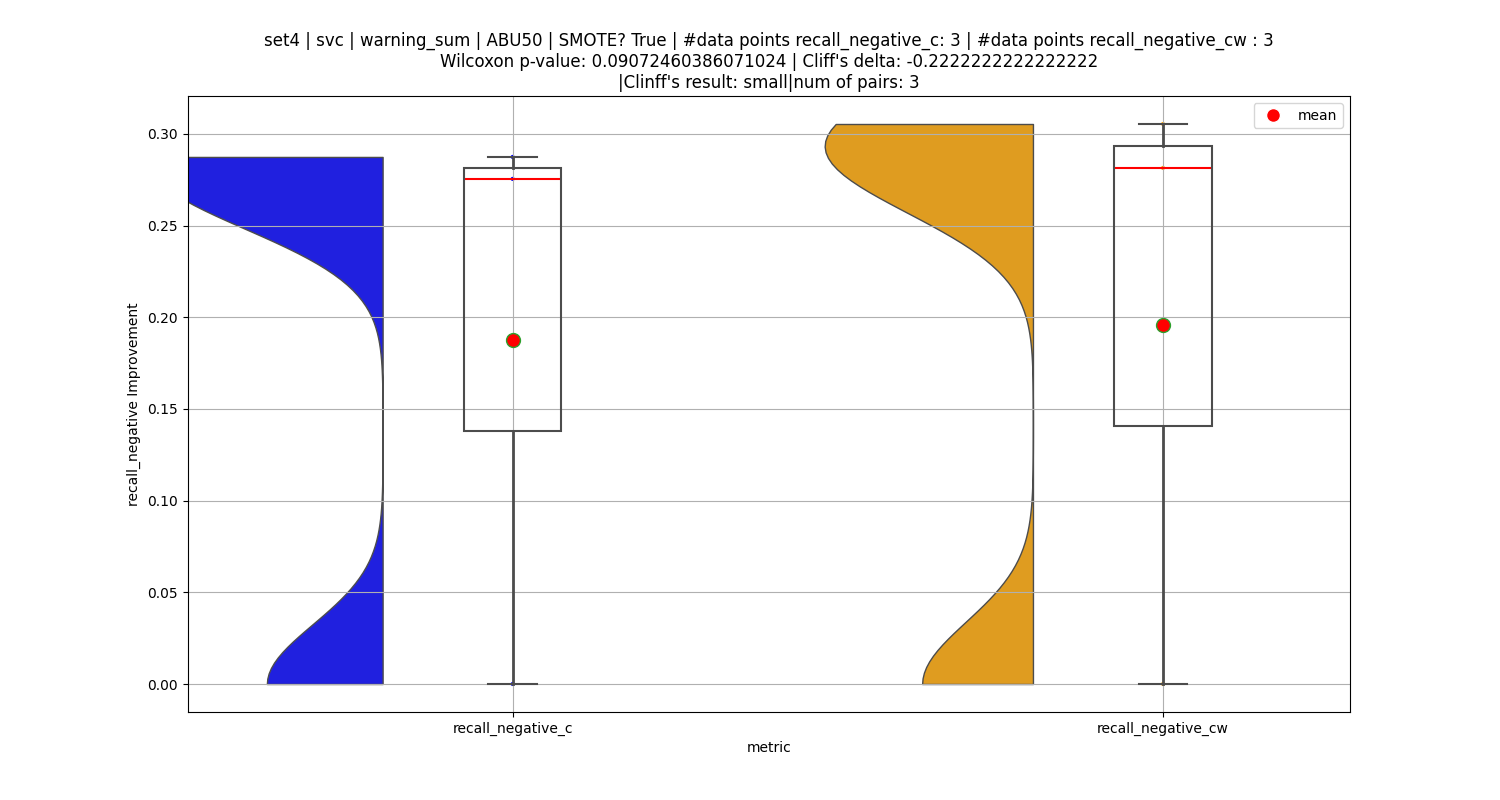 set4 | svc | warning_sum | ABU50 | SMOTE? True | #data points recall_negative_c: 3 | #data points recall_negative_cw : 3
Wilcoxon p-value: 0.09072460386071024 | Cliff's delta: -0.2222222222222222
|Clinff's result: small|num of pairs: 3
mean
0.30
0.25
0.20
0.15
0.10
0.05
0.00
recall_negative Improvement
recall_negative_c
recall_negative_cw
metric